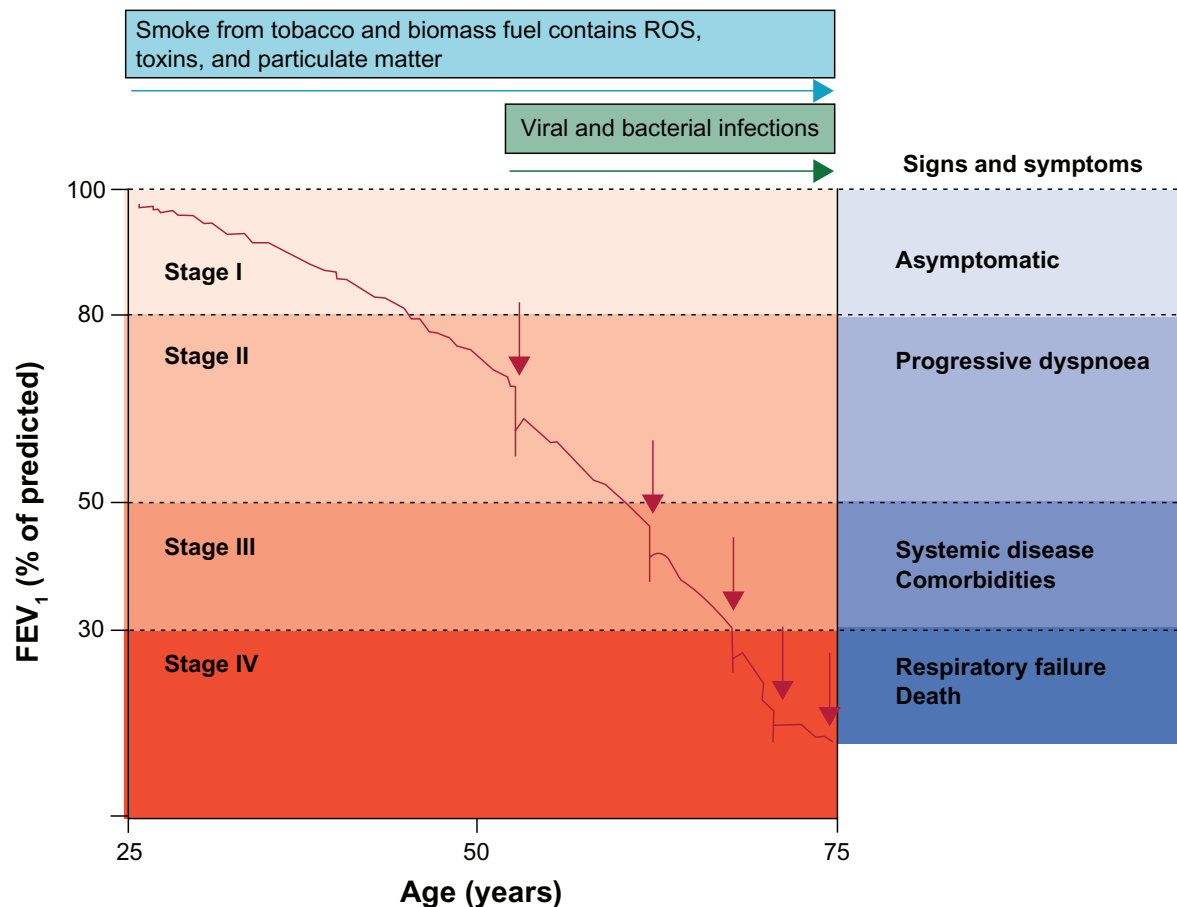 Smoke from tobacco and biomass fuel contains ROS,
toxins, and particulate matter
Viral and bacterial infections
Signs and symptoms
100
Stage I
Asymptomatic
80
Stage II
Progressive dyspnoea
FEV₁ (% of predicted)
50
Stage III
Systemic disease
Comorbidities
30
Stage IV
Respiratory failure
Death
25
50
75
Age (years)